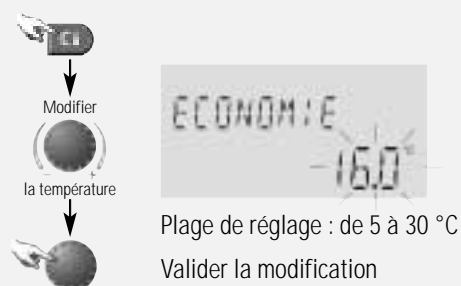 Modifier
- +
la température
ECONOMIE
16.0°
Plage de réglage : de 5 à 30 °C
Valider la modification